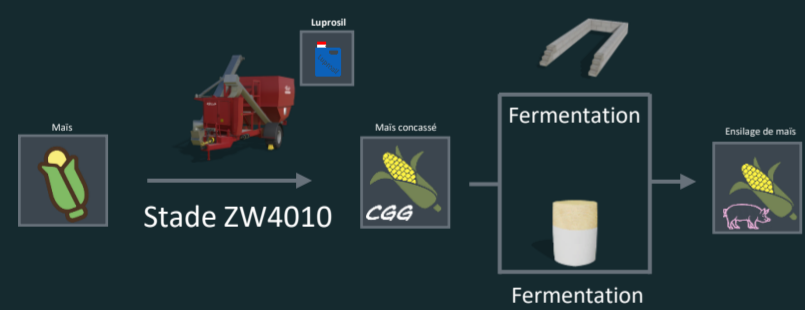 Luprosil
Maïs
Stade ZW4010
Maïs concassé
CGG
Fermentation
Fermentation
Ensilage de maïs